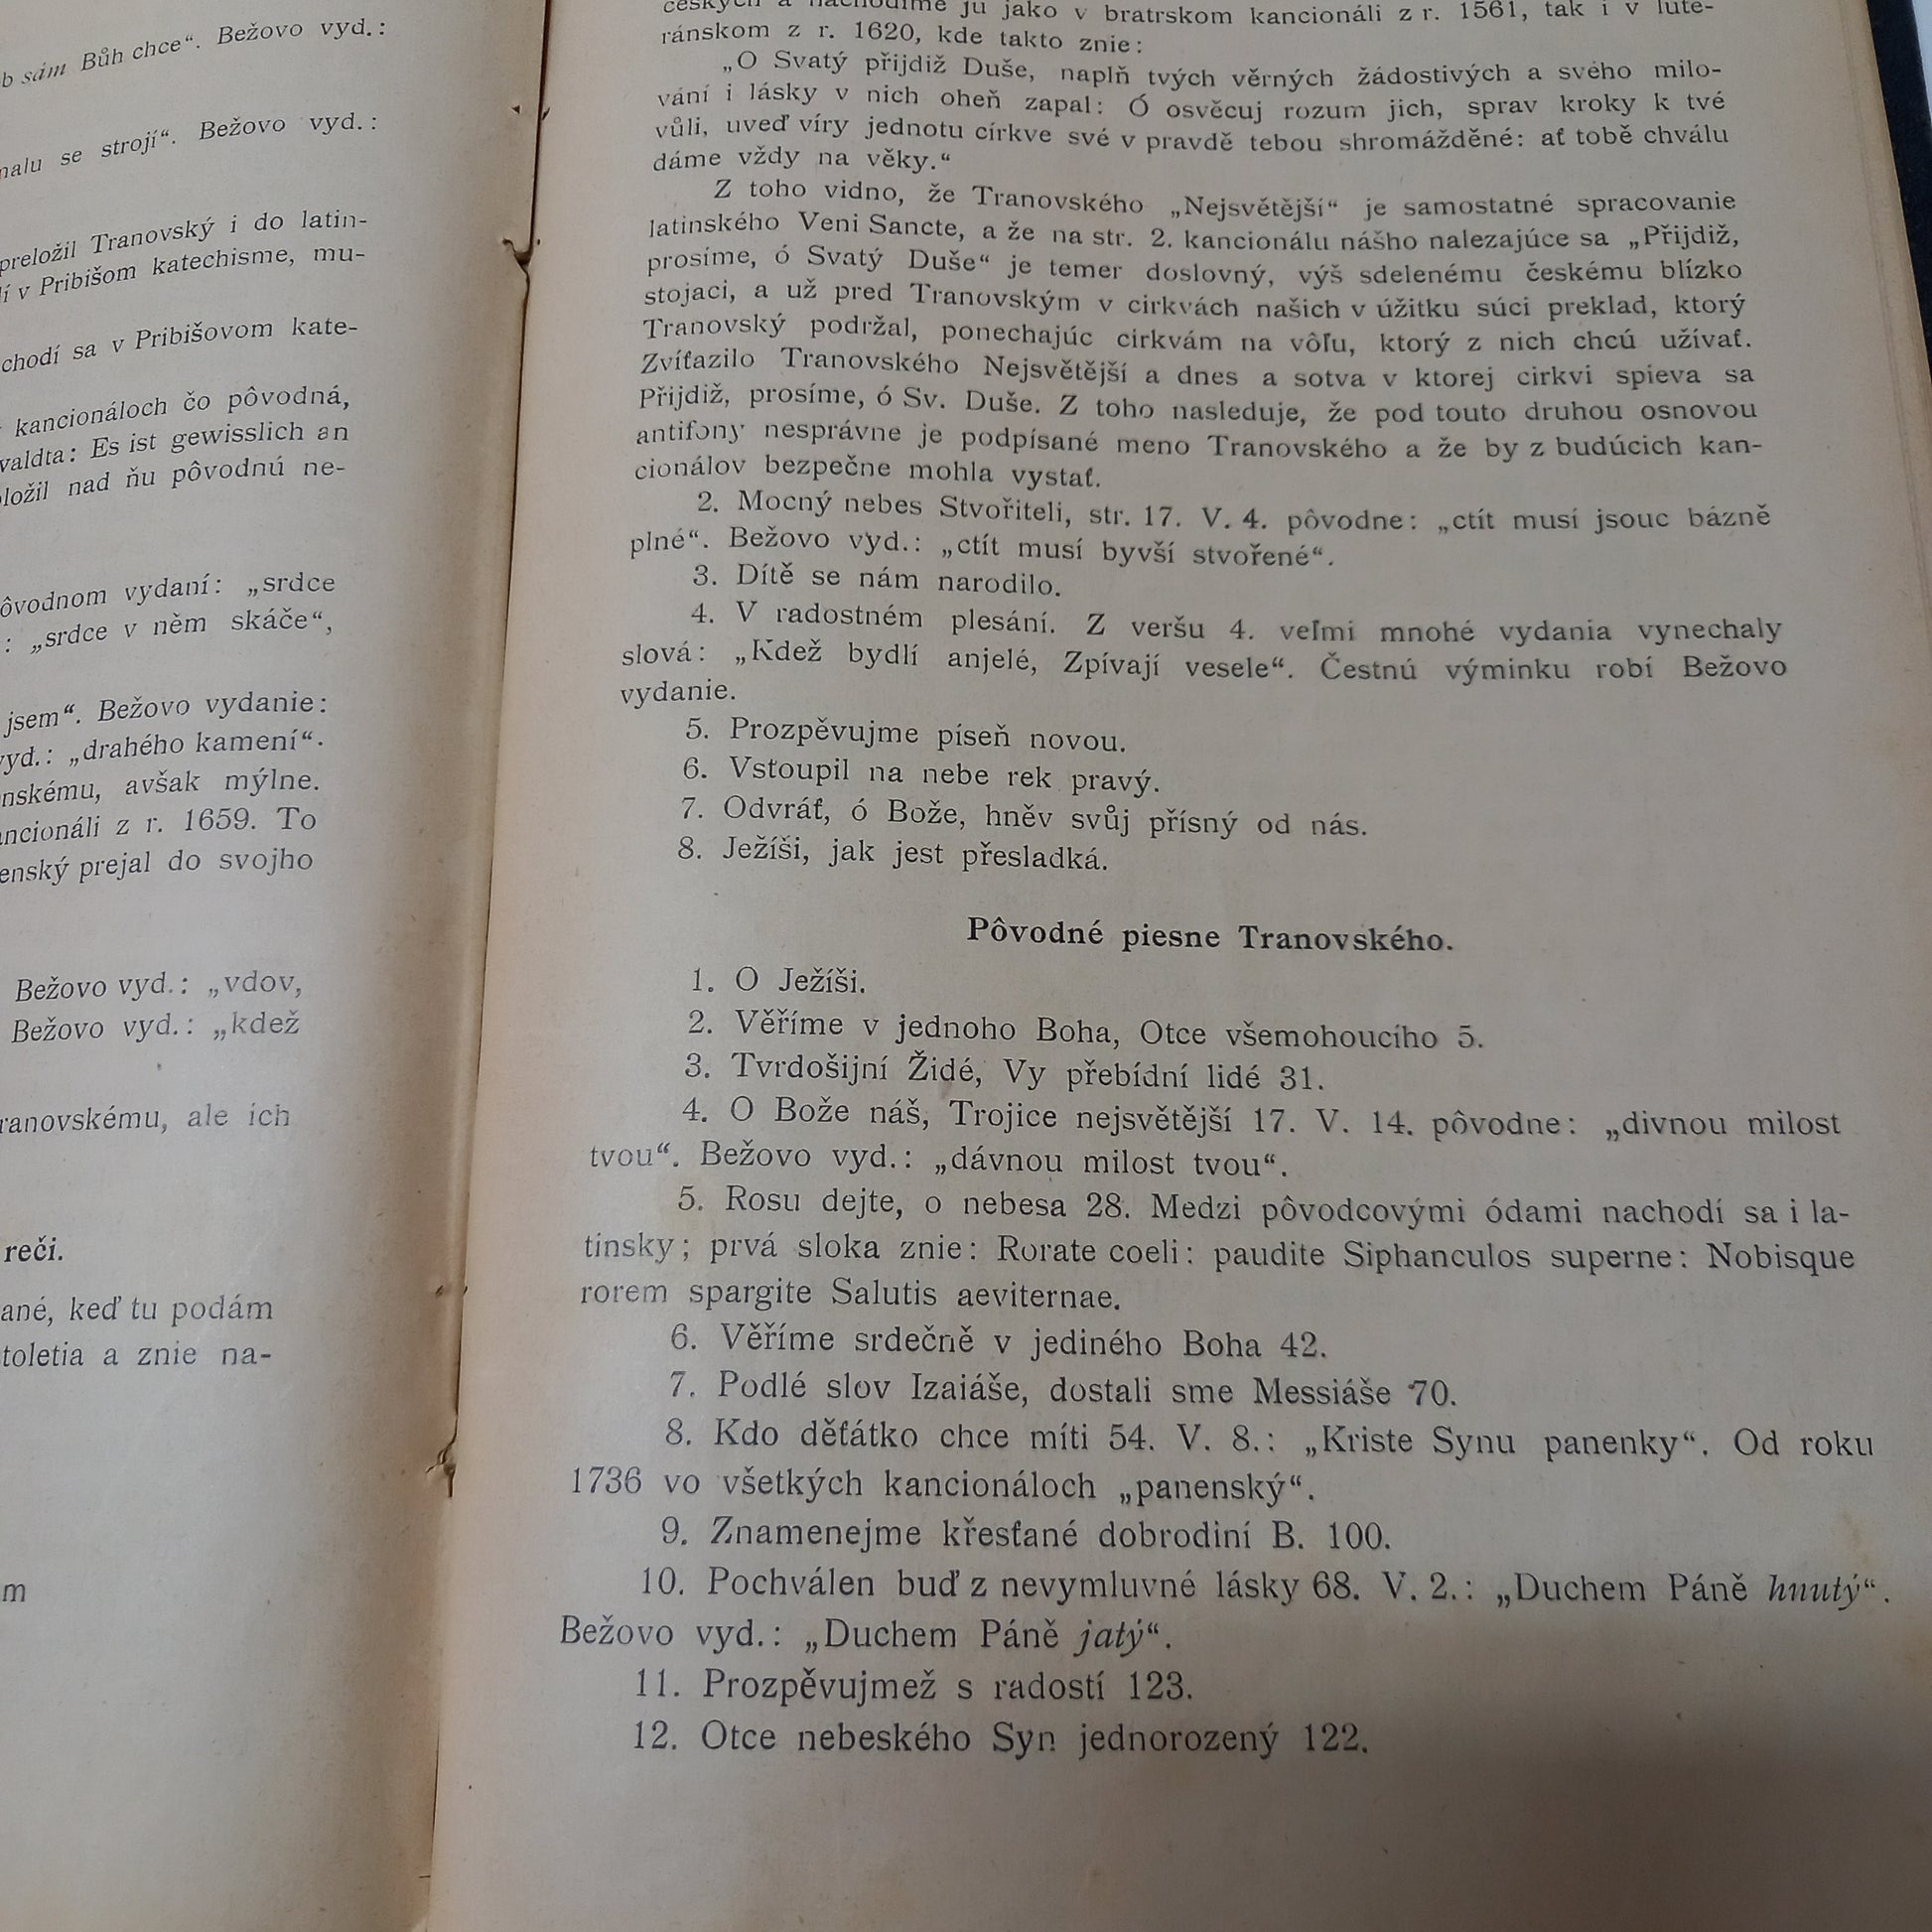 sám Bůh chce“. Bežovo vyd.:
se strojí“. Bežovo vyd.:
preložil Tranovský i do latin-
v Pribišom katechisme, mu-
chodí sa v Pribišovom kate-
kancionáloch čo pôvodná,
valdta: Es ist gewisslich an
ložil nad ňu pôvodnú ne-
ôvodnom vydaní: „srdce
: „srdce v něm skáče“,
jsem“. Bežovo vydanie:
vyd.: „drahého kamení“.
nskému, avšak mýlne.
ancionáli z r. 1659. To
enský prejal do svojho
Bežovo vyd.: „vdov,
Bežovo vyd.: „kdež
ranovskému, ale ich
reči.
ané, keď tu podám
toletia a znie na-
m
českých a nachodíme ju jako v bratrskom kancionáli z r. 1561, tak i v lute-
ránskom z r. 1620, kde takto znie:
„O Svatý přijdiž Duše, naplň tvých věrných žádostivých a svého milo-
vání i lásky v nich oheň zapal: Ó osvěcuj rozum jich, sprav kroky k tvé
vůli, uveď víry jednotu církve své v pravdě tebou shromážděné: ať tobě chválu
dáme vždy na věky.“
Z toho vidno, že Tranovského „Nejsvětější“ je samostatné spracovanie
latinského Veni Sancte, a že na str. 2. kancionálu nášho nalezajúce sa „Přijdiž,
prosíme, ó Svatý Duše“ je temer doslovný, výš sdelenému českému blízko
stojaci, a už pred Tranovským v cirkvách našich v úžitku súci preklad, ktorý
Tranovský podržal, ponechajúc cirkvám na vôľu, ktorý z nich chcú užívať.
Zvíťazilo Tranovského Nejsvětější a dnes a sotva v ktorej cirkvi spieva sa
Přijdiž, prosíme, ó Sv. Duše. Z toho nasleduje, že pod touto druhou osnovou
antifony nesprávne je podpísané meno Tranovského a že by z budúcich kan-
cionálov bezpečne mohla vystať.
2. Mocný nebes Stvořiteli, str. 17. V. 4. pôvodne: „ctít musí jsouc bázně
plné“. Bežovo vyd.: „ctít musí byvší stvořené“.
3. Dítě se nám narodilo.
4. V radostném plesání. Z veršu 4. veľmi mnohé vydania vynechaly
slová: „Kdež bydlí anjelé, Zpívají vesele“. Čestnú výminku robí Bežovo
vydanie.
5. Prozpěvujme píseň novou.
6. Vstoupil na nebe rek pravý.
7. Odvráť, ó Bože, hněv svůj přísný od nás.
8. Ježíši, jak jest přesladká.
Pôvodné piesne Tranovského.
1. O Ježíši.
2. Věříme v jednoho Boha, Otce všemohoucího 5.
3. Tvrdošijní Židé, Vy přebídní lidé 31.
4. O Bože náš, Trojice nejsvětější 17. V. 14. pôvodne: „divnou milost
tvou“. Bežovo vyd.: „dávnou milost tvou“.
5. Rosu dejte, o nebesa 28. Medzi pôvodcovými ódami nachodí sa i la-
tinsky; prvá sloka znie: Rorate coeli: paudite Siphanculos superne: Nobisque
rorem spargite Salutis aeviternae.
6. Věříme srdečně v jediného Boha 42.
7. Podlé slov Izaiáše, dostali sme Messiáše 70.
8. Kdo děťátko chce míti 54. V. 8.: „Kriste Synu panenky“. Od roku
1736 vo všetkých kancionáloch „panenský“.
9. Znamenejme křesťané dobrodiní B. 100.
10. Pochválen buď z nevymluvné lásky 68. V. 2.: „Duchem Páně hnutý“.
Bežovo vyd.: „Duchem Páně jatý“.
11. Prozpěvujmež s radostí 123.
12. Otce nebeského Syn jednorozený 122.